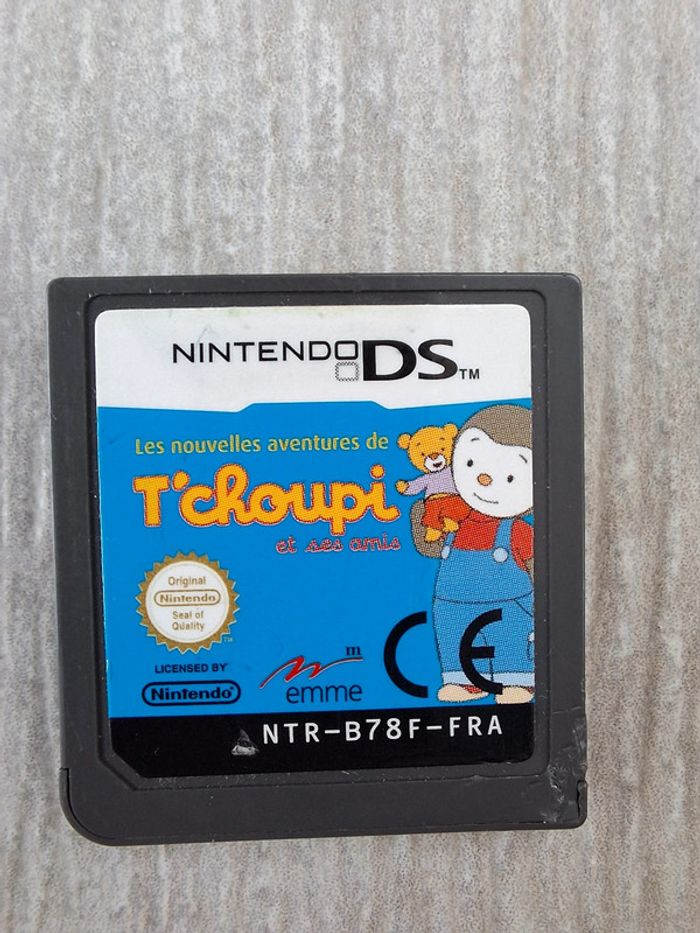 NINTENDO DS™
Les nouvelles aventures de
T'choupi
et ses amis
Original
Nintendo
Seal of
Quality
TM
LICENSED BY
Nintendo®
m
emme
CE
NTR-B78F-FRA